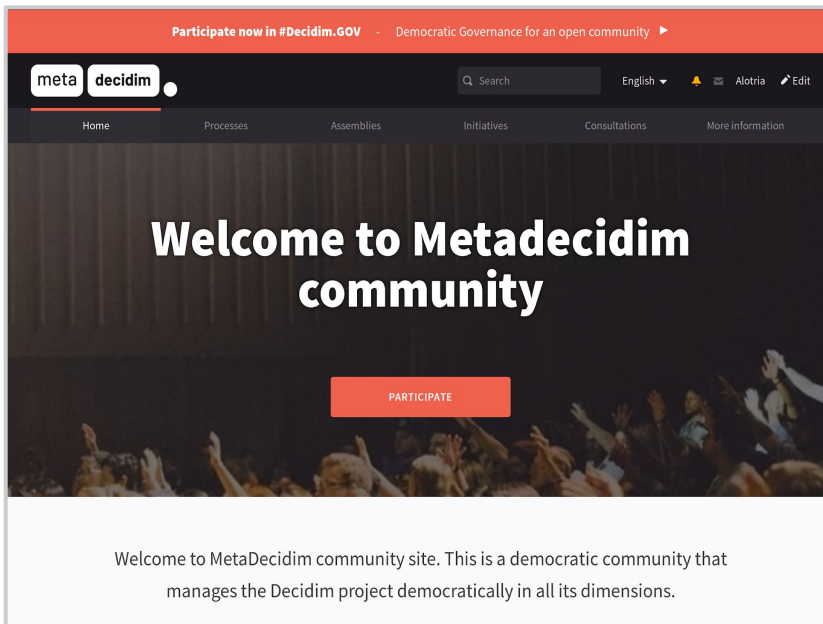 Participate now in #Decidim.GOV - Democratic Governance for an open community
meta decidim
Search
English
Alotria
Edit
Home
Processes
Assemblies
Initiatives
Consultations
More information
Welcome to Metadecidim
community
PARTICIPATE
Welcome to MetaDecidim community site. This is a democratic community that
manages the Decidim project democratically in all its dimensions.